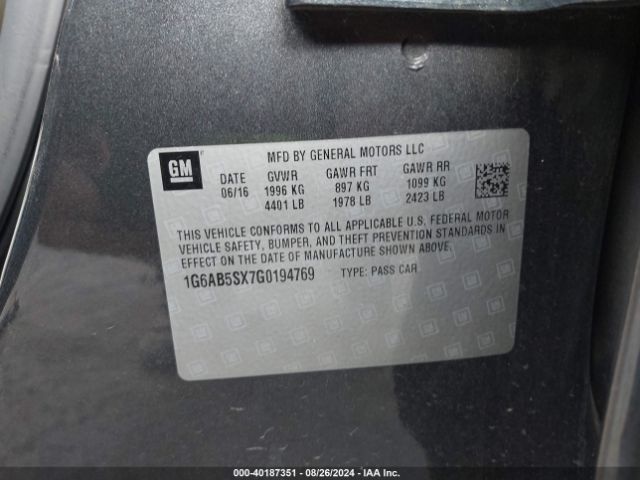 GM
MFD BY GENERAL MOTORS LLC
DATE GVWR GAWR FRT GAWR RR
06/16 1996 KG 897 KG 1099 KG
4401 LB 1978 LB 2423 LB
THIS VEHICLE CONFORMS TO ALL APPLICABLE U.S. FEDERAL MOTOR
VEHICLE SAFETY, BUMPER, AND THEFT PREVENTION STANDARDS IN
EFFECT ON THE DATE OF MANUFACTURE SHOWN ABOVE.
1G6AB5SX7G0194769 TYPE: PASS CAR
000-40187351 - 08/26/2024 - IAA Inc.